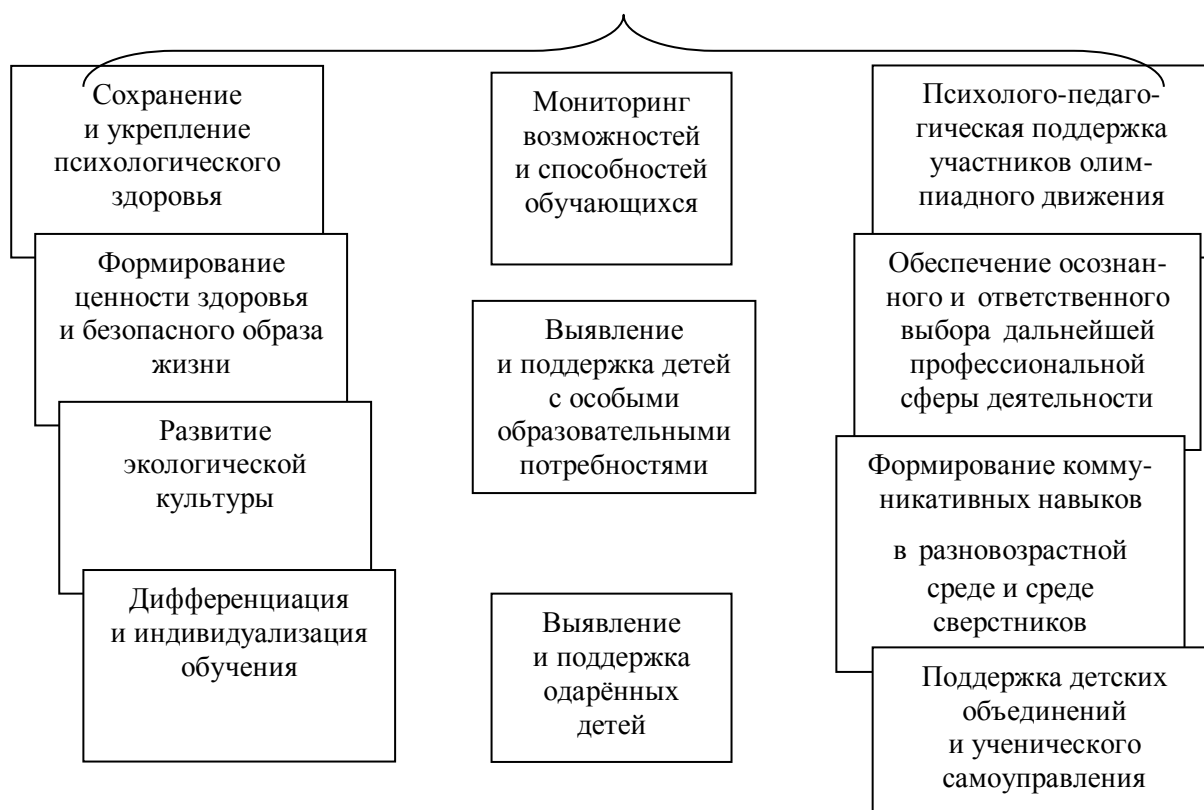 Сохранение
и укрепление
психологического
здоровья
Формирование
ценности здоровья
и безопасного образа
жизни
Развитие
экологической
культуры
Дифференциация
и индивидуализация
обучения
Мониторинг
возможностей
и способностей
обучающихся
Выявление
и поддержка детей
с особыми
образовательными
потребностями
Выявление
и поддержка
одарённых
детей
Психолого-педаго-
гическая поддержка
участников олим-
пиадного движения
Обеспечение осознан-
ного и ответственного
выбора дальнейшей
профессиональной
сферы деятельности
Формирование комму-
никативных навыков
в разновозрастной
среде и среде
сверстников
Поддержка детских
объединений
и ученического
самоуправления